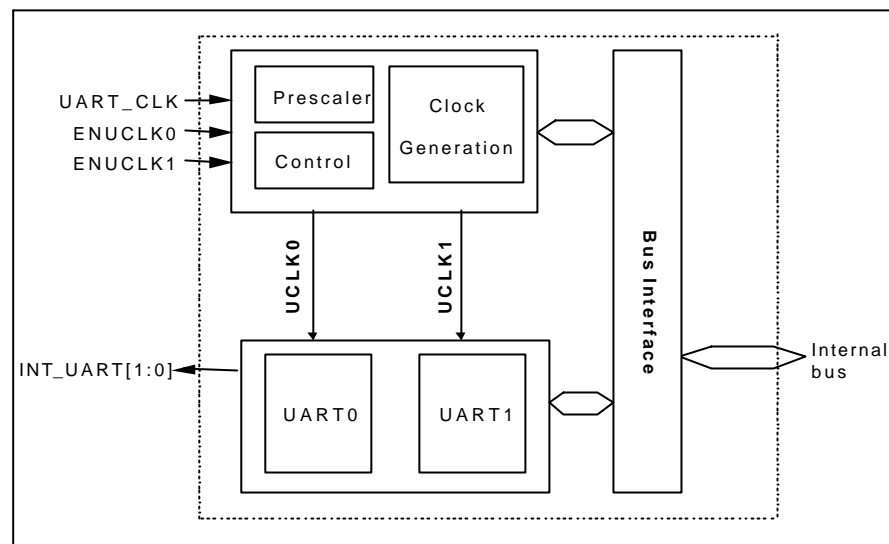 UART_CLK
ENUCLK0
ENUCLK1
Prescaler
Control
Clock
Generation
UCLK0
UCLK1
Bus Interface
INT_UART[1:0]
UART0
UART1
Internal
bus